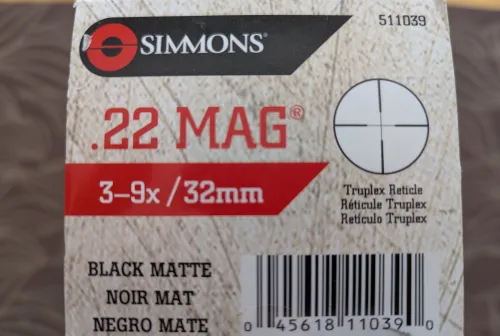 SIMMONS®
511039
.22 MAG®
3-9x/32mm
Truplex Reticle
Réticule Truplex
Retículo Truplex
BLACK MATTE
NOIR MAT
NEGRO MATE
0 45618 11039 0